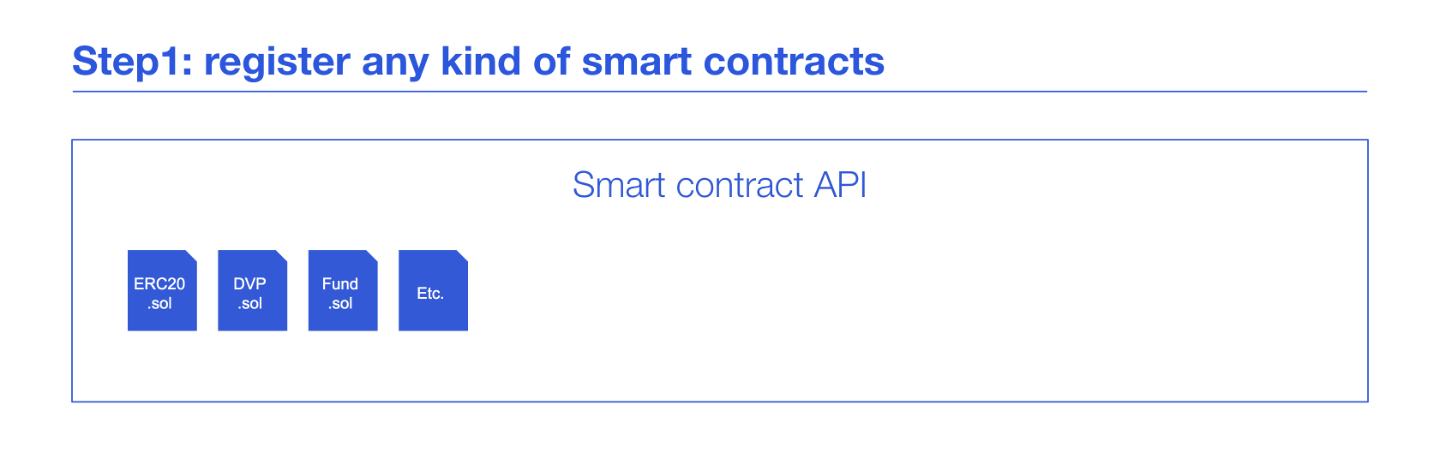 Step1: register any kind of smart contracts
Smart contract API
ERC20
.sol
DVP
.sol
Fund
.sol
Etc.